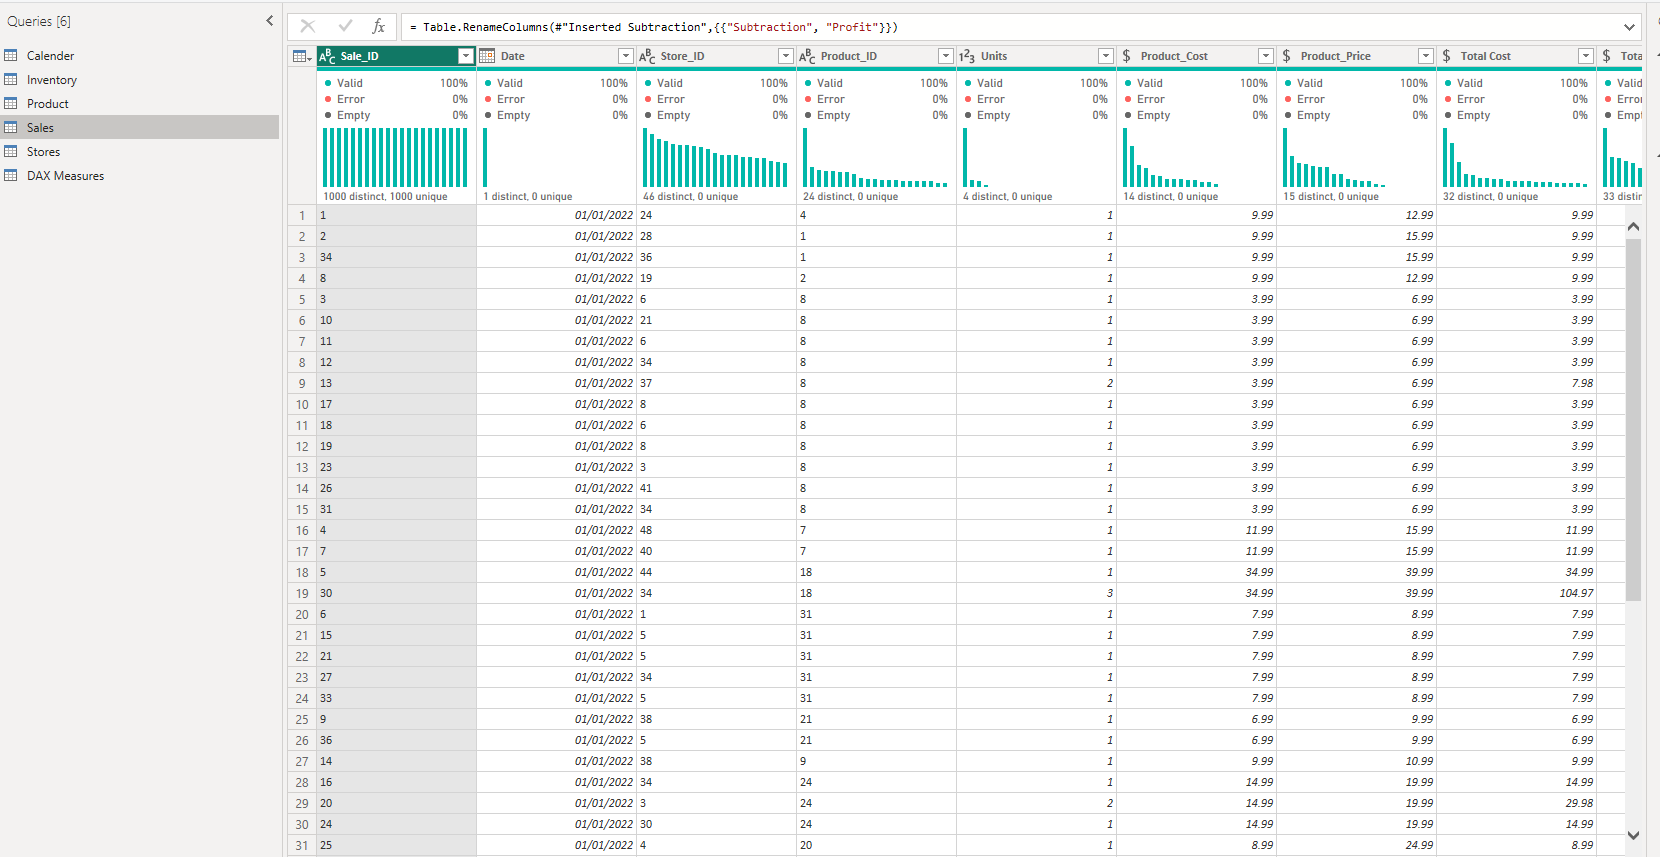 Queries [6]
Calender
Inventory
Product
Sales
Stores
DAX Measures
fx = Table.RenameColumns(#"Inserted Subtraction",{{"Subtraction", "Profit"}})
ABC Sale_ID Date ABC Store_ID ABC Product_ID 123 Units $ Product_Cost $ Product_Price $ Total Cost $ Tota
Valid 100% Valid 100% Valid 100% Valid 100% Valid 100% Valid 100% Valid 100% Valid 100% Valid
Error 0% Error 0% Error 0% Error 0% Error 0% Error 0% Error 0% Error 0% Error
Empty 0% Empty 0% Empty 0% Empty 0% Empty 0% Empty 0% Empty 0% Empty 0% Empt
1000 distinct, 1000 unique 1 distinct, 0 unique 46 distinct, 0 unique 24 distinct, 0 unique 4 distinct, 0 unique 14 distinct, 0 unique 15 distinct, 0 unique 32 distinct, 0 unique 33 distin
1 1 01/01/2022 24 4 1 9.99 12.99 9.99
2 2 01/01/2022 28 1 1 9.99 15.99 9.99
3 34 01/01/2022 36 1 1 9.99 15.99 9.99
4 8 01/01/2022 19 2 1 9.99 12.99 9.99
5 3 01/01/2022 6 8 1 3.99 6.99 3.99
6 10 01/01/2022 21 8 1 3.99 6.99 3.99
7 11 01/01/2022 6 8 1 3.99 6.99 3.99
8 12 01/01/2022 34 8 1 3.99 6.99 3.99
9 13 01/01/2022 37 8 2 3.99 6.99 7.98
10 17 01/01/2022 8 8 1 3.99 6.99 3.99
11 18 01/01/2022 6 8 1 3.99 6.99 3.99
12 19 01/01/2022 8 8 1 3.99 6.99 3.99
13 23 01/01/2022 3 8 1 3.99 6.99 3.99
14 26 01/01/2022 41 8 1 3.99 6.99 3.99
15 31 01/01/2022 34 8 1 3.99 6.99 3.99
16 4 01/01/2022 48 7 1 11.99 15.99 11.99
17 7 01/01/2022 40 7 1 11.99 15.99 11.99
18 5 01/01/2022 44 18 1 34.99 39.99 34.99
19 30 01/01/2022 34 18 3 34.99 39.99 104.97
20 6 01/01/2022 1 31 1 7.99 8.99 7.99
21 15 01/01/2022 5 31 1 7.99 8.99 7.99
22 21 01/01/2022 5 31 1 7.99 8.99 7.99
23 27 01/01/2022 34 31 1 7.99 8.99 7.99
24 33 01/01/2022 5 31 1 7.99 8.99 7.99
25 9 01/01/2022 38 21 1 6.99 9.99 6.99
26 36 01/01/2022 5 21 1 6.99 9.99 6.99
27 14 01/01/2022 38 9 1 9.99 10.99 9.99
28 16 01/01/2022 34 24 1 14.99 19.99 14.99
29 20 01/01/2022 3 24 2 14.99 19.99 29.98
30 24 01/01/2022 30 24 1 14.99 19.99 14.99
31 25 01/01/2022 4 20 1 8.99 24.99 8.99